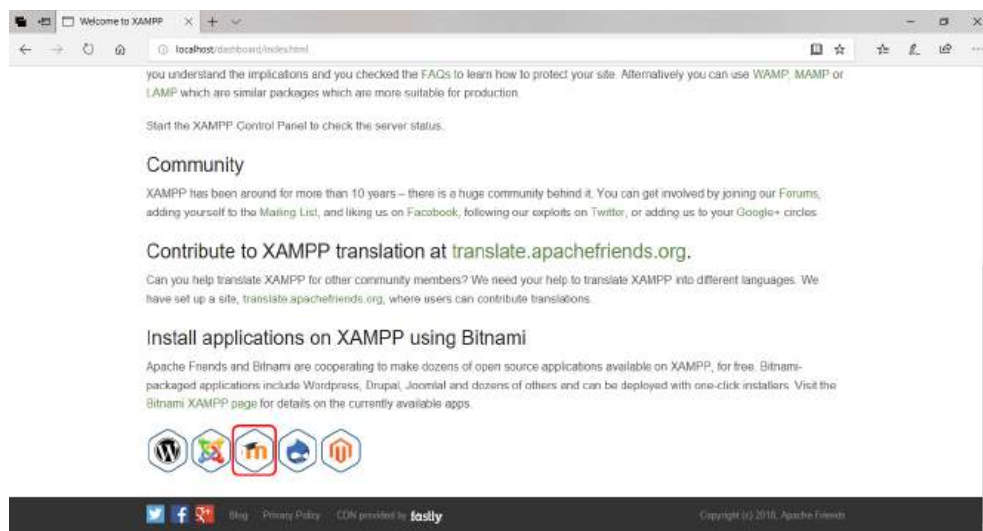 Welcome to XAMPP
localhost/dashboard/index.html
you understand the implications and you checked the FAQs to learn how to protect your site. Alternatively you can use WAMP, MAMP or
LAMP which are similar packages which are more suitable for production.
Start the XAMPP Control Panel to check the server status.
Community
XAMPP has been around for more than 10 years – there is a huge community behind it. You can get involved by joining our Forums,
adding yourself to the Mailing List, and liking us on Facebook, following our exploits on Twitter, or adding us to your Google+ circles.
Contribute to XAMPP translation at translate.apachefriends.org.
Can you help translate XAMPP for other community members? We need your help to translate XAMPP into different languages. We
have set up a site, translate.apachefriends.org, where users can contribute translations.
Install applications on XAMPP using Bitnami
Apache Friends and Bitnami are cooperating to make dozens of open source applications available on XAMPP, for free. Bitnami-
packaged applications include Wordpress, Drupal, Joomla! and dozens of others and can be deployed with one-click installers. Visit the
Bitnami XAMPP page for details on the currently available apps.
Blog Privacy Policy CDN provided by fastly
Copyright (c) 2018, Apache Friends